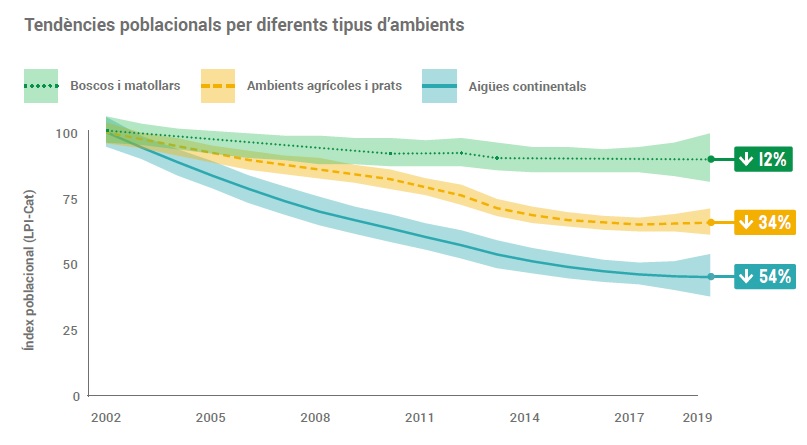 Tendències poblacionals per diferents tipus d'ambients
Boscos i matollars
Ambients agrícoles i prats
Aigües continentals
Índex poblacional (LPI-Cat)
100
75
50
25
0
12%
34%
54%
2002 2005 2008 2011 2014 2017 2019